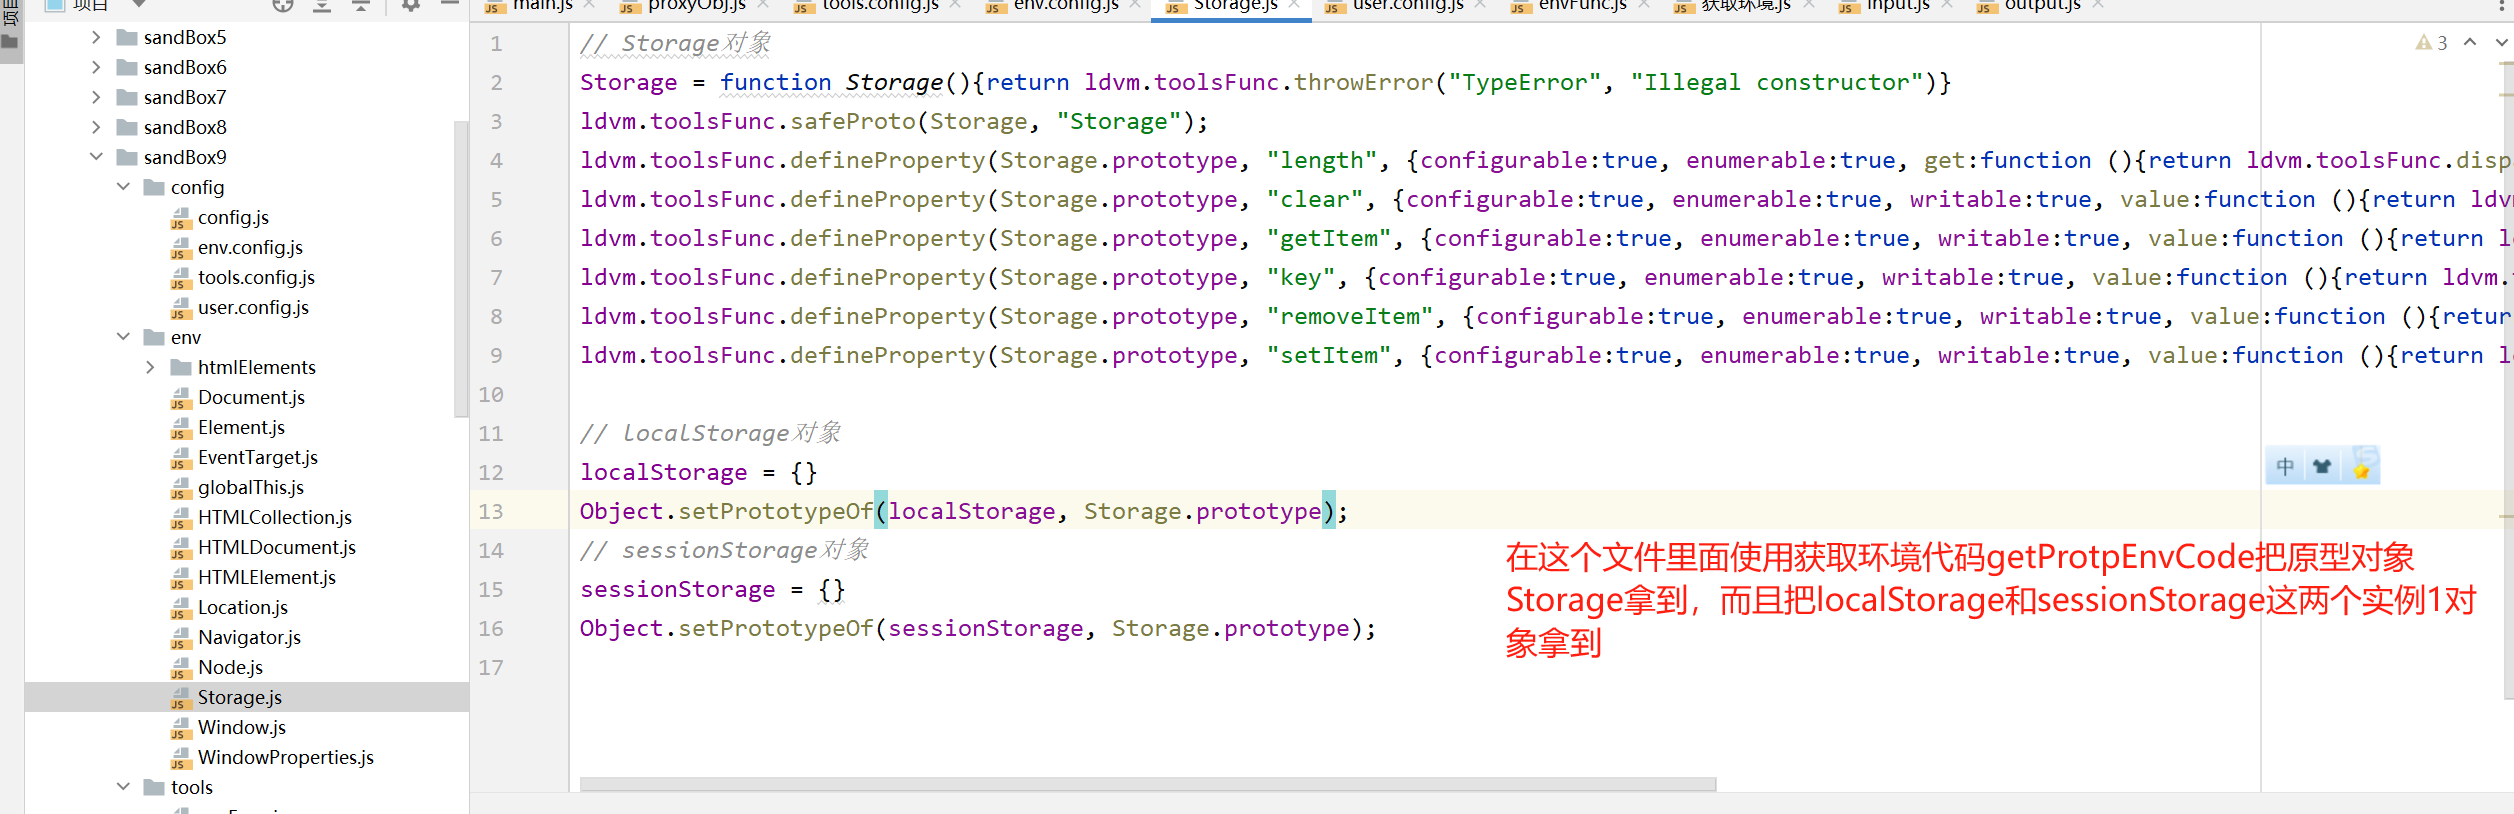 项目
main.js
proxyObj.js
tools.config.js
env.config.js
Storage.js
user.config.js
envFunc.js
获取环境.js
input.js
output.js
项目
sandBox5
sandBox6
sandBox7
sandBox8
sandBox9
config
config.js
env.config.js
tools.config.js
user.config.js
env
htmlElements
Document.js
Element.js
EventTarget.js
globalThis.js
HTMLCollection.js
HTMLDocument.js
HTMLElement.js
Location.js
Navigator.js
Node.js
Storage.js
Window.js
WindowProperties.js
tools
3
1 // Storage对象
2 Storage = function Storage(){return ldvm.toolsFunc.throwError("TypeError", "Illegal constructor")}
3 ldvm.toolsFunc.safeProto(Storage, "Storage");
4 ldvm.toolsFunc.defineProperty(Storage.prototype, "length", {configurable:true, enumerable:true, get:function (){return ldvm.toolsFunc.disp
5 ldvm.toolsFunc.defineProperty(Storage.prototype, "clear", {configurable:true, enumerable:true, writable:true, value:function (){return ldv
6 ldvm.toolsFunc.defineProperty(Storage.prototype, "getItem", {configurable:true, enumerable:true, writable:true, value:function (){return l
7 ldvm.toolsFunc.defineProperty(Storage.prototype, "key", {configurable:true, enumerable:true, writable:true, value:function (){return ldvm.
8 ldvm.toolsFunc.defineProperty(Storage.prototype, "removeItem", {configurable:true, enumerable:true, writable:true, value:function (){retur
9 ldvm.toolsFunc.defineProperty(Storage.prototype, "setItem", {configurable:true, enumerable:true, writable:true, value:function (){return l
10
11 // localStorage对象
12 localStorage = {}
13 Object.setPrototypeOf(localStorage, Storage.prototype);
14 // sessionStorage对象
15 sessionStorage = {}
16 Object.setPrototypeOf(sessionStorage, Storage.prototype);
17
中
在这个文件里面使用获取环境代码getProtpEnvCode把原型对象
Storage拿到，而且把localStorage和sessionStorage这两个实例1对
象拿到